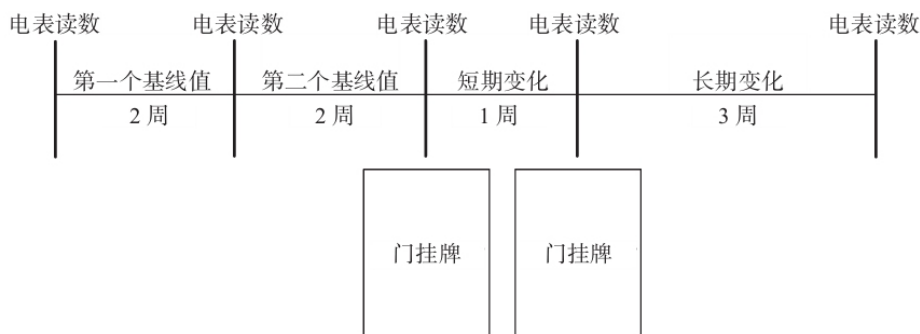 电表读数 电表读数 电表读数 电表读数 电表读数
第一个基线值 第二个基线值 短期变化 长期变化
2 周 2 周 1 周 3 周
门挂牌 门挂牌